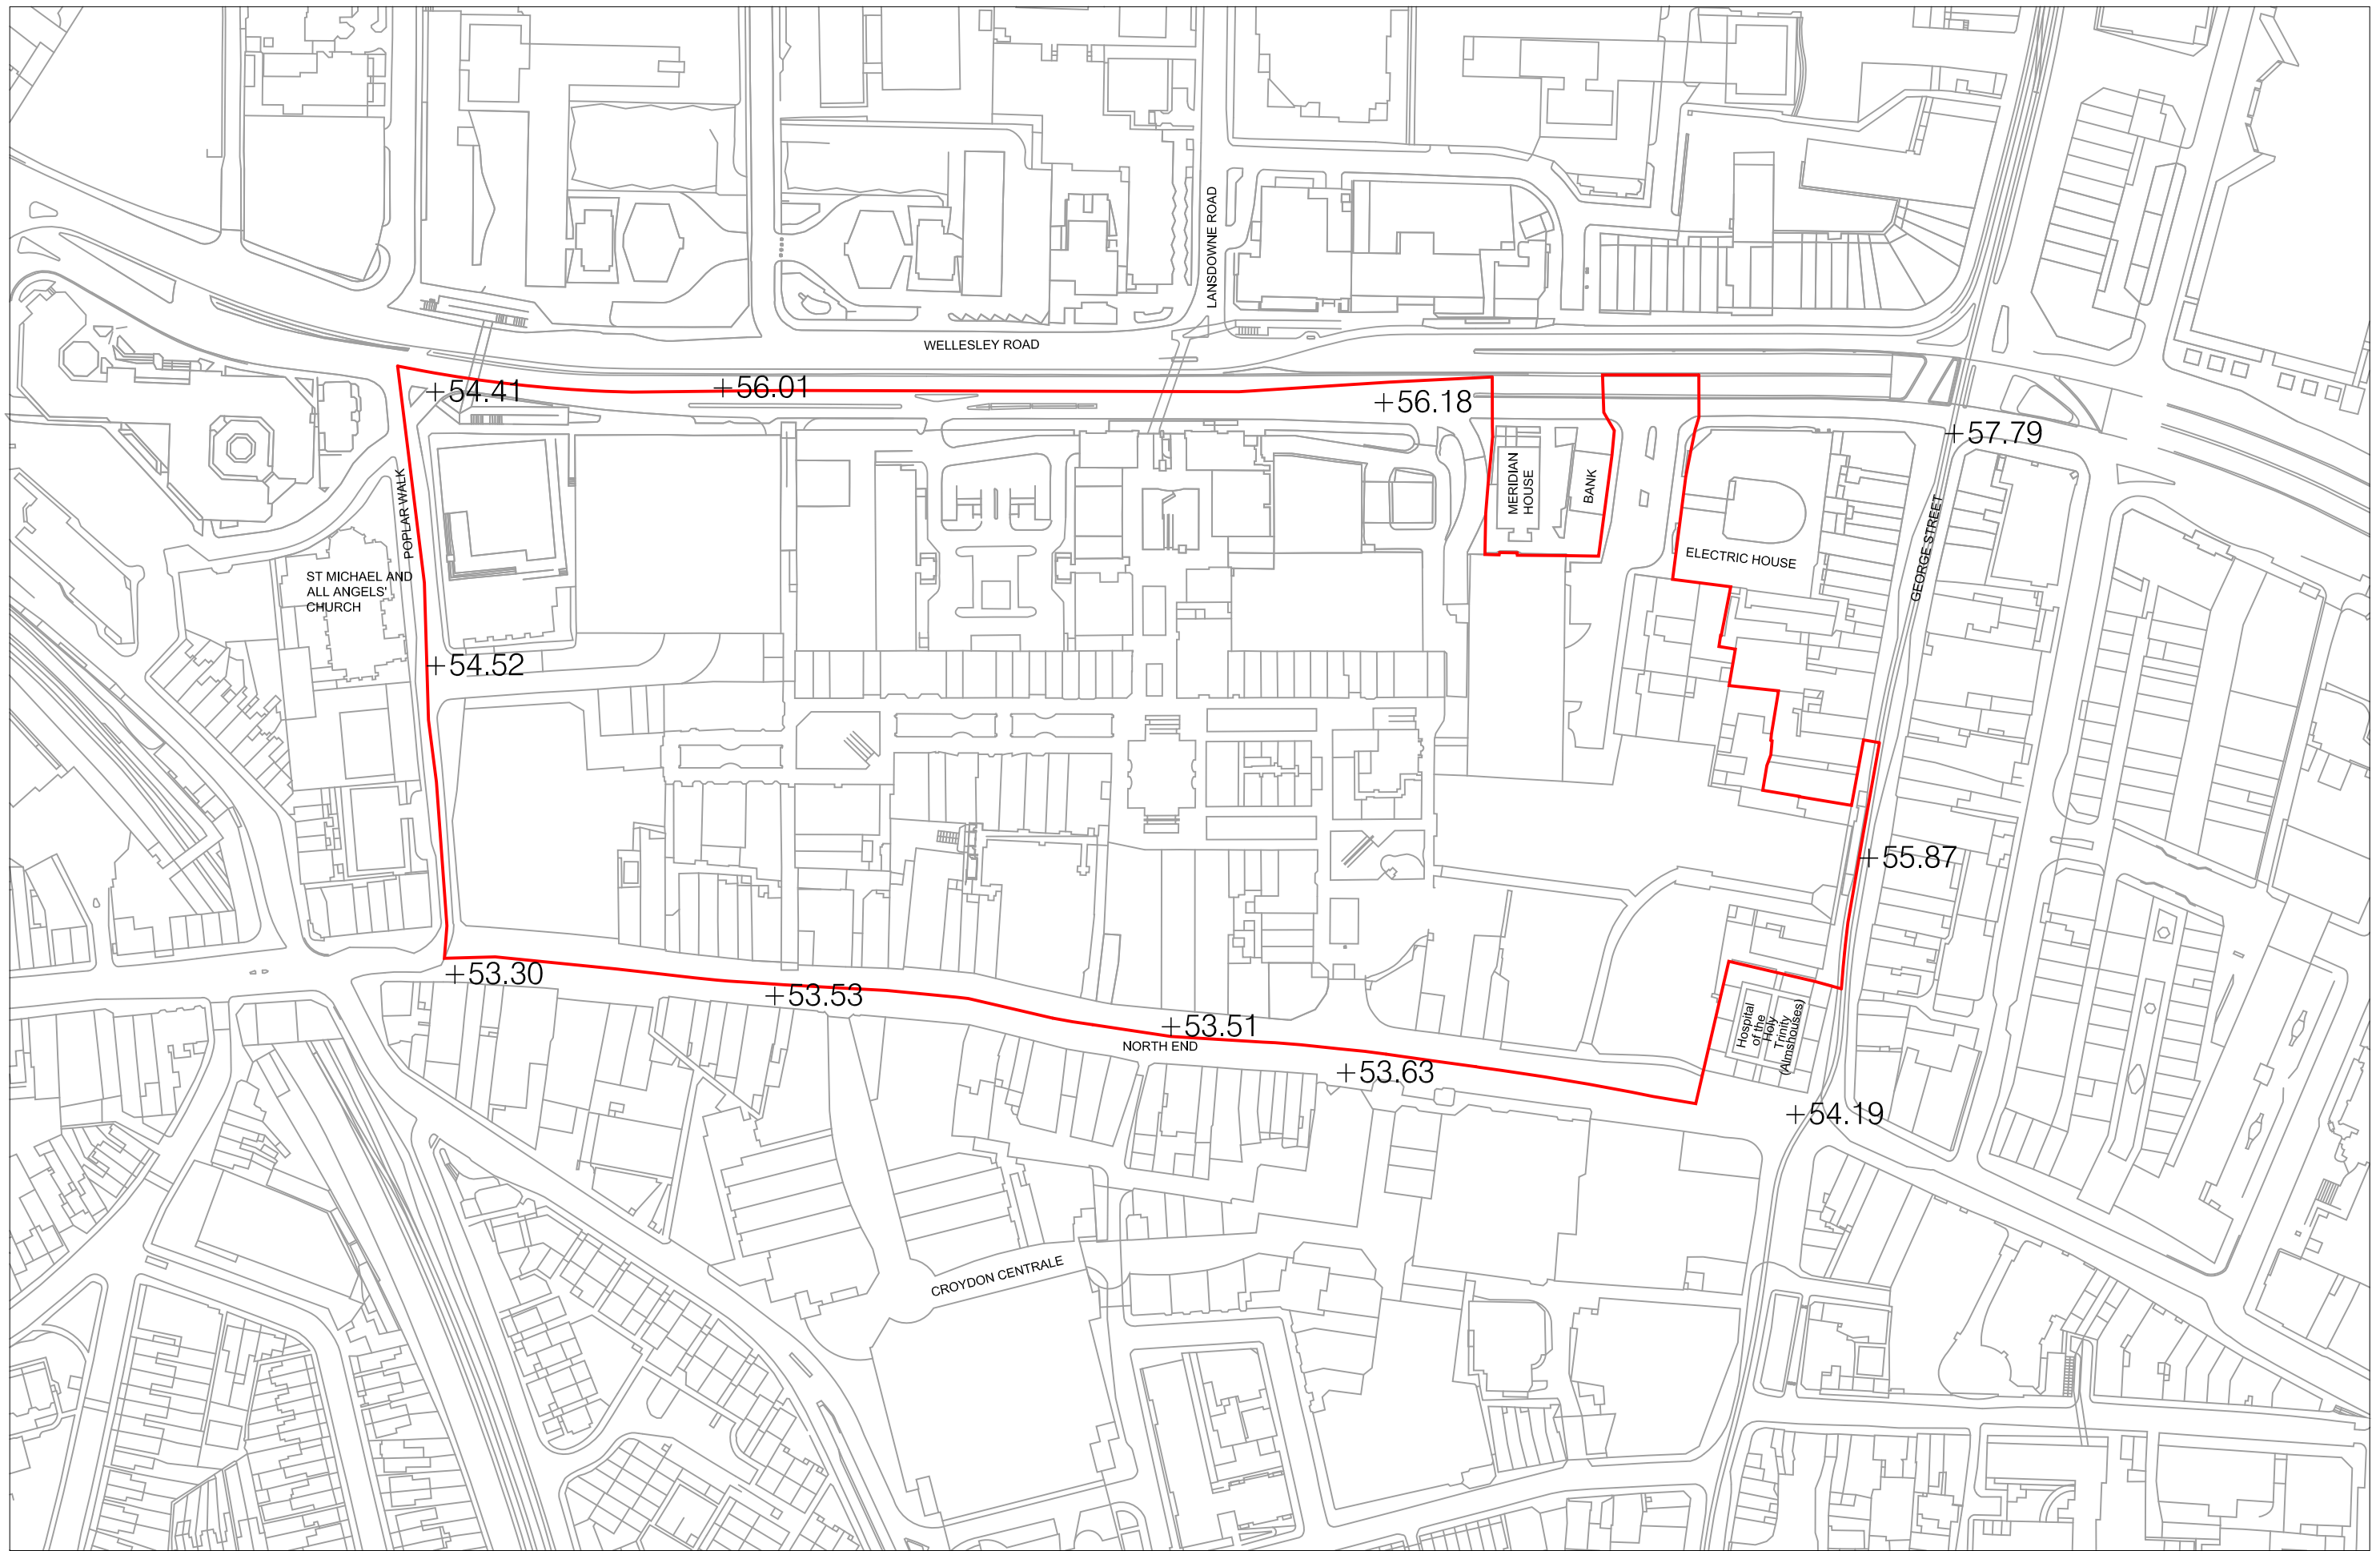 LANSDOWNE ROAD
WELLESLEY ROAD
+54.41
+56.01
+56.18
+57.79
MERIDIAN
HOUSE
BANK
POPLAR WALK
GEORGE STREET
ELECTRIC HOUSE
ST MICHAEL AND
ALL ANGELS'
CHURCH
+54.52
+55.87
+53.30
+53.53
+53.51
NORTH END
+53.63
Hospital
of the
Holy
Trinity
(Almshouses)
+54.19
CROYDON CENTRALE